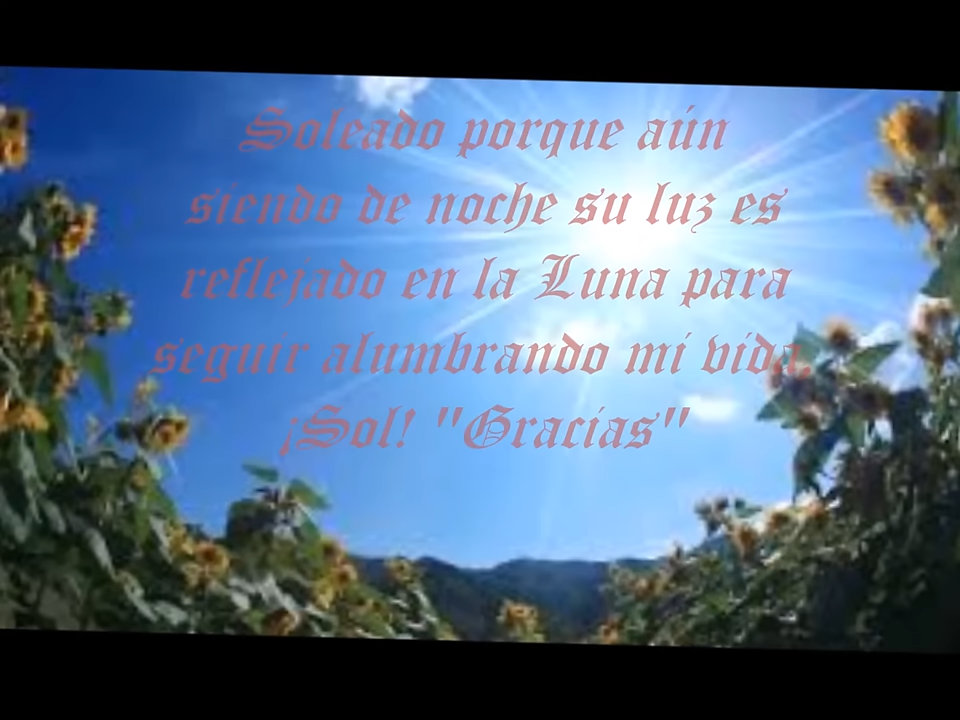 Soleado porque aún
siendo de noche su luz es
reflejado en la Luna para
seguir alumbrando mi vida.
¡Sol! "Gracias"